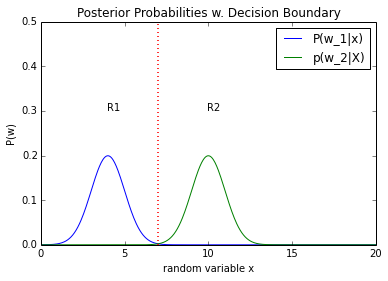 Posterior Probabilities w. Decision Boundary
P(w_1|x)
p(w_2|X)
R1
R2
P(w)
0.5
0.4
0.3
0.2
0.1
0.0
0
5
10
15
20
random variable x